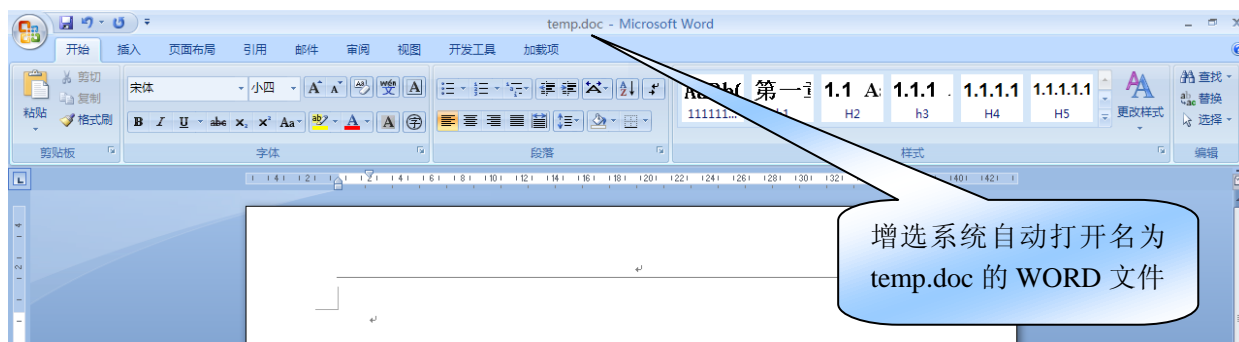 temp.doc - Microsoft Word
开始 插入 页面布局 引用 邮件 审阅 视图 开发工具 加载项
剪切
复制
格式刷
粘贴
宋体 小四
B I U abc x₂ x² Aa
111111... H2 h3 H4 H5
第一
1.1 1.1.1 1.1.1.1 1.1.1.1.1
更改样式
查找
替换
选择
剪贴板 字体 段落 样式 编辑
增选系统自动打开名为
temp.doc 的 WORD 文件